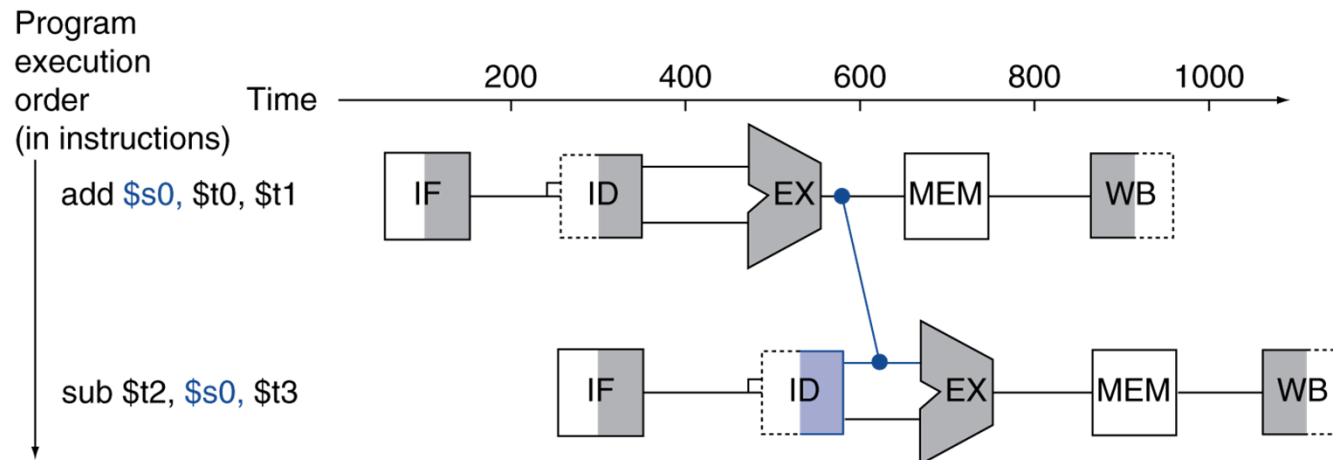 Program
execution
order
(in instructions)
Time
200 400 600 800 1000
add $s0, $t0, $t1
IF ID EX MEM WB
sub $t2, $s0, $t3
IF ID EX MEM WB